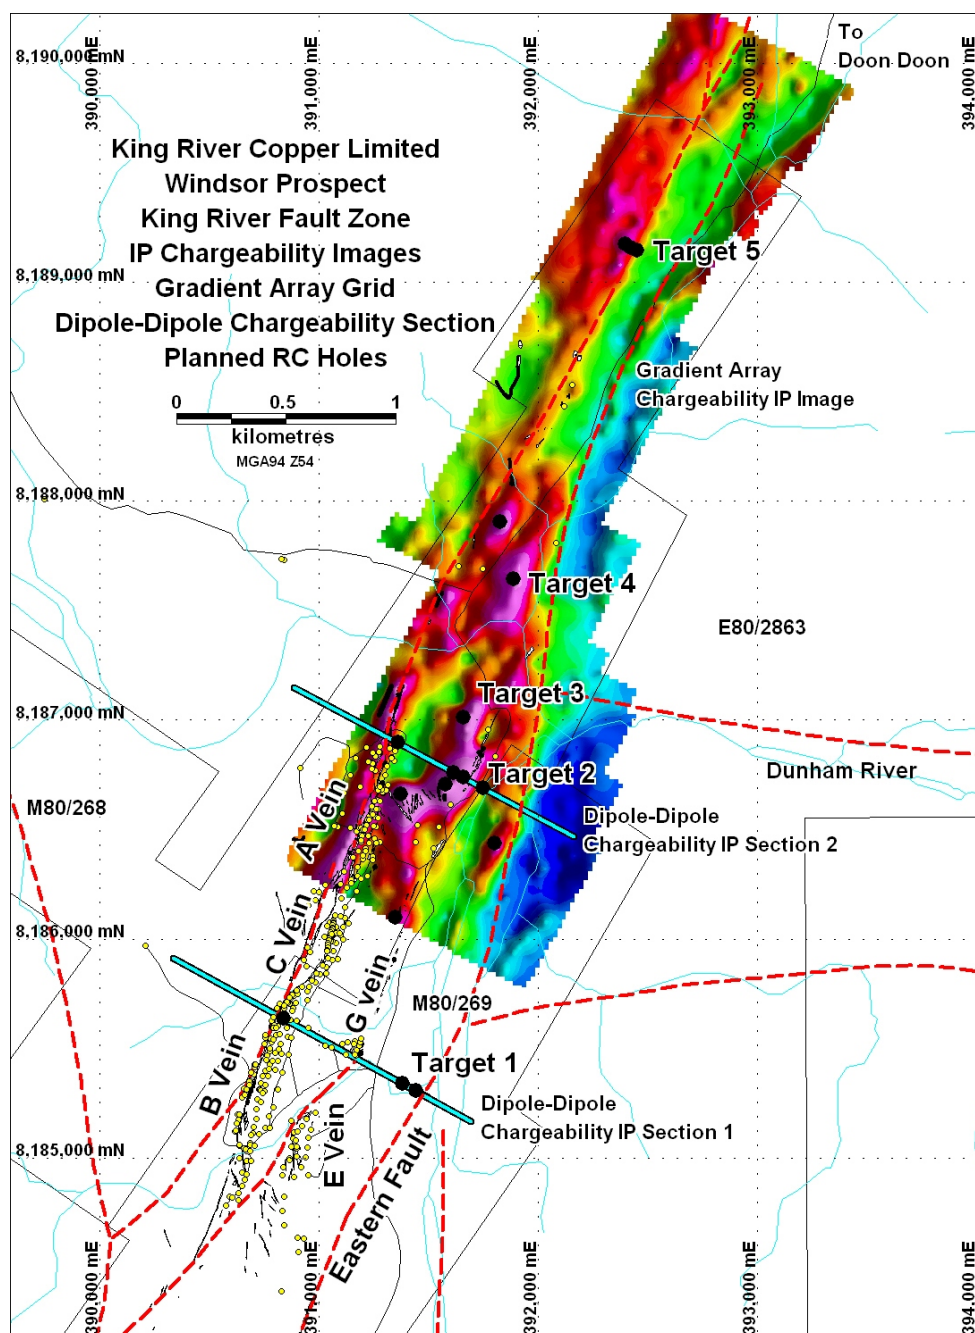 390,000 mE
391,000 mE
392,000 mE
393,000 mE
394,000 mE
8,190,000 mN
To
Doon Doon
King River Copper Limited
Windsor Prospect
King River Fault Zone
IP Chargeability Images
Gradient Array Grid
Dipole-Dipole Chargeability Section
Planned RC Holes
Target 5
8,189,000 mN
Gradient Array
Chargeability IP Image
0 0.5 1
kilometres
MGA94 Z54
8,188,000 mN
Target 4
E80/2863
Target 3
8,187,000 mN
Target 2
Dunham River
M80/268
A Vein
Dipole-Dipole
Chargeability IP Section 2
C Vein
8,186,000 mN
G vein
M80/269
B Vein
Target 1
Dipole-Dipole
Chargeability IP Section 1
E Vein
8,185,000 mN
Eastern Fault
390,000 mE
391,000 mE
392,000 mE
393,000 mE
394,000 mE